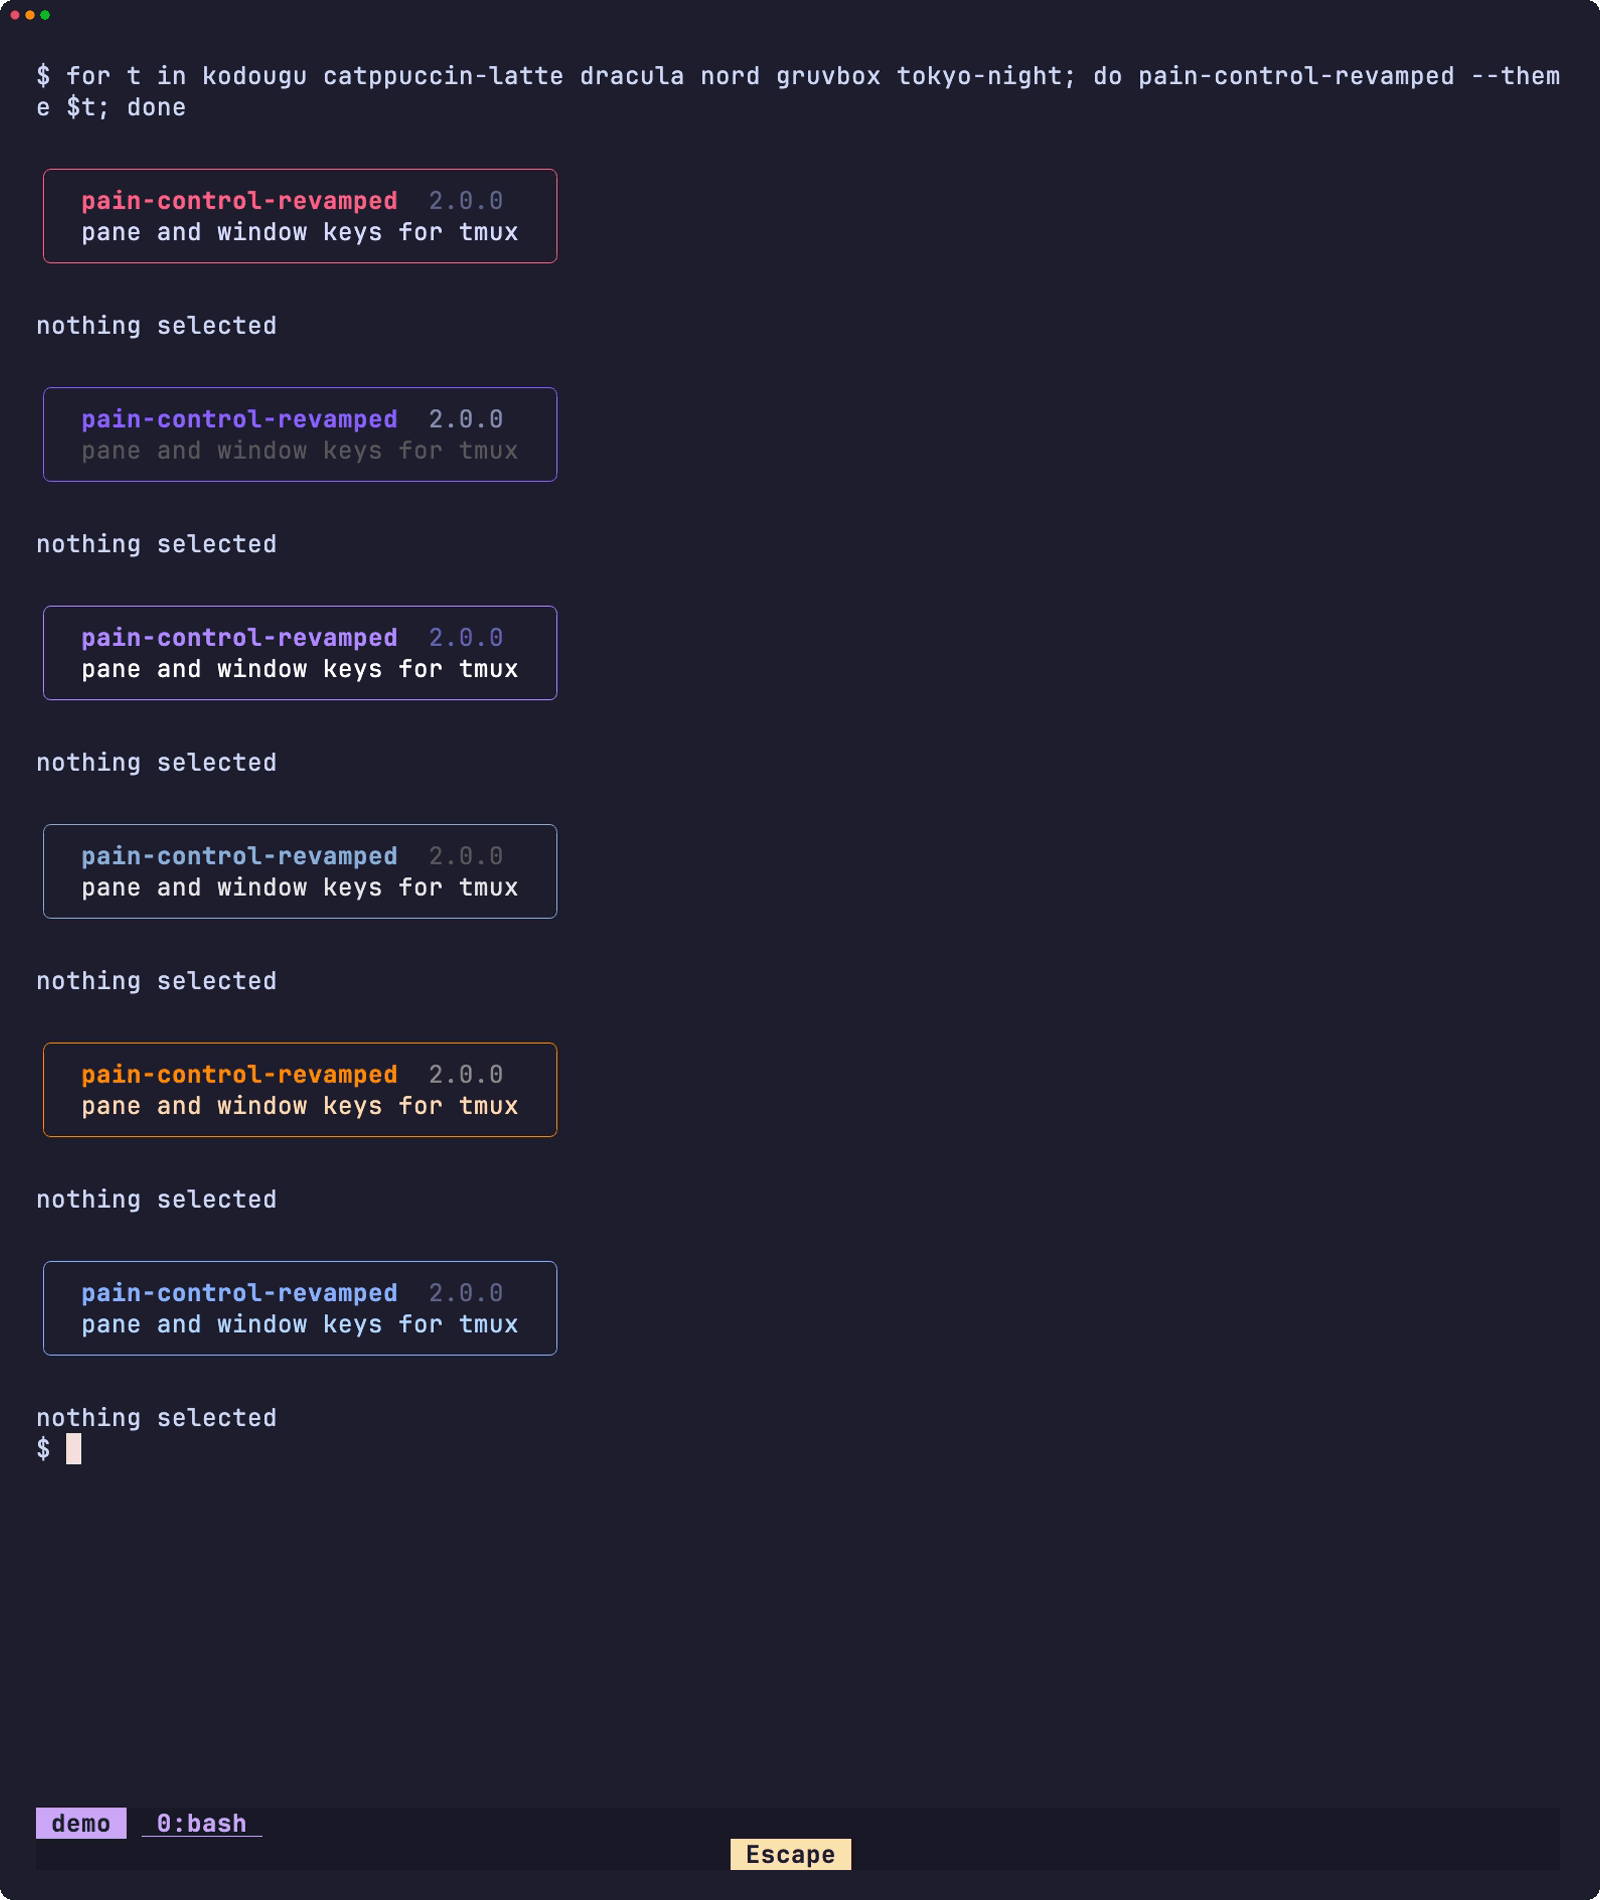 $ for t in kodougu catppuccin-latte dracula nord gruvbox tokyo-night; do pain-control-revamped --them
e $t; done
pain-control-revamped  2.0.0
pane and window keys for tmux
nothing selected
pain-control-revamped  2.0.0
pane and window keys for tmux
nothing selected
pain-control-revamped  2.0.0
pane and window keys for tmux
nothing selected
pain-control-revamped  2.0.0
pane and window keys for tmux
nothing selected
pain-control-revamped  2.0.0
pane and window keys for tmux
nothing selected
pain-control-revamped  2.0.0
pane and window keys for tmux
nothing selected
$
demo  0:bash
Escape